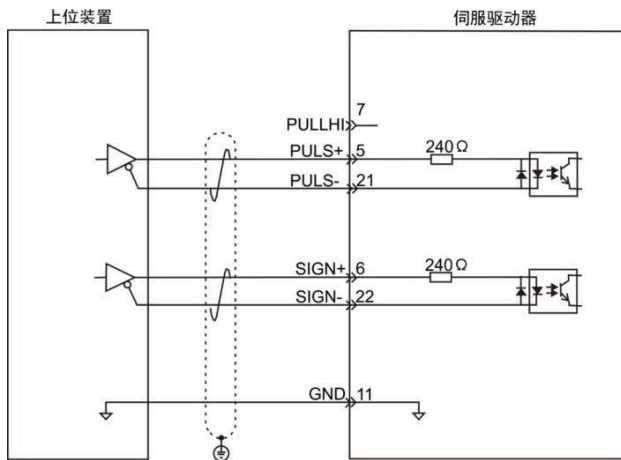 上位装置
伺服驱动器
7
PULLHI
PULS+ 5 240Ω
PULS- 21
SIGN+ 6 240Ω
SIGN- 22
GND 11